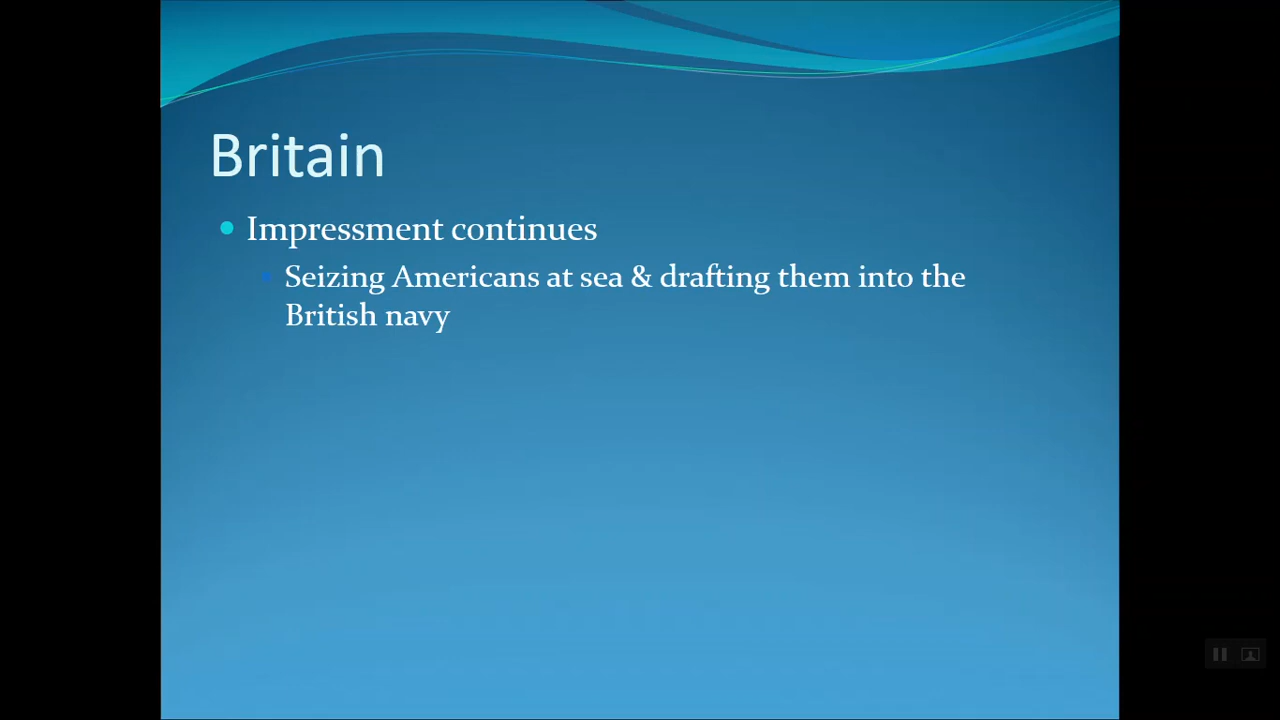 Britain
Impressment continues
Seizing Americans at sea & drafting them into the
British navy